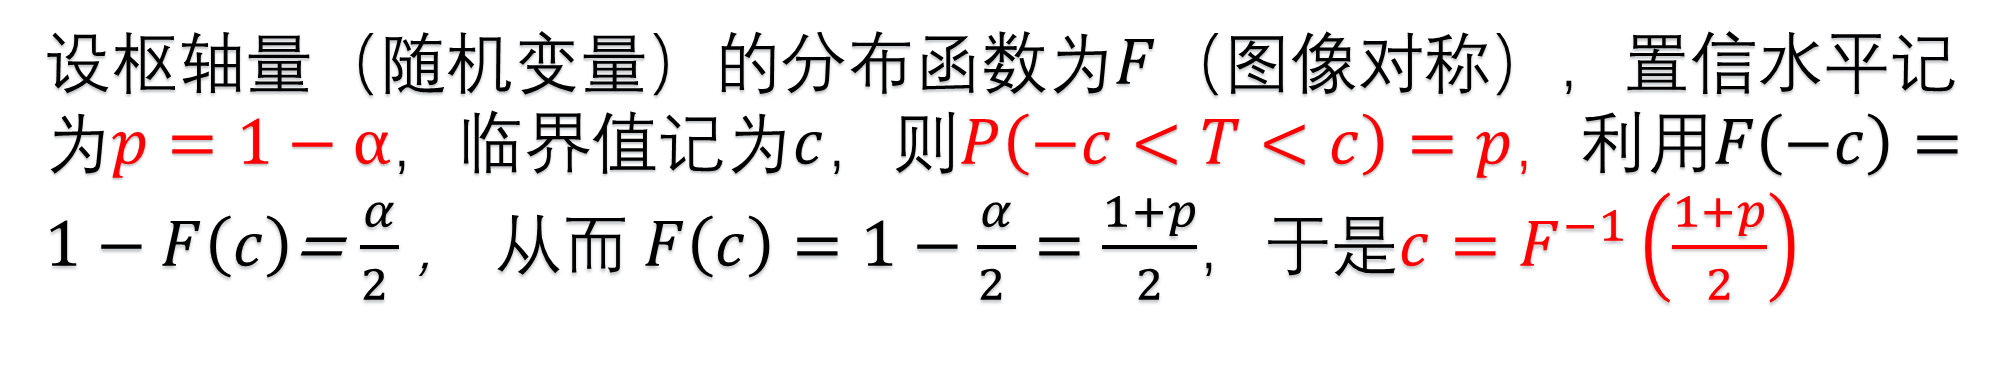 设枢轴量（随机变量）的分布函数为F（图像对称），置信水平记
为p = 1 − α，临界值记为c，则P(−c < T < c) = p，利用F(−c) =
1 − F(c)=α/2，从而 F(c) = 1 − α/2 = (1+p)/2，于是c = F⁻¹((1+p)/2)